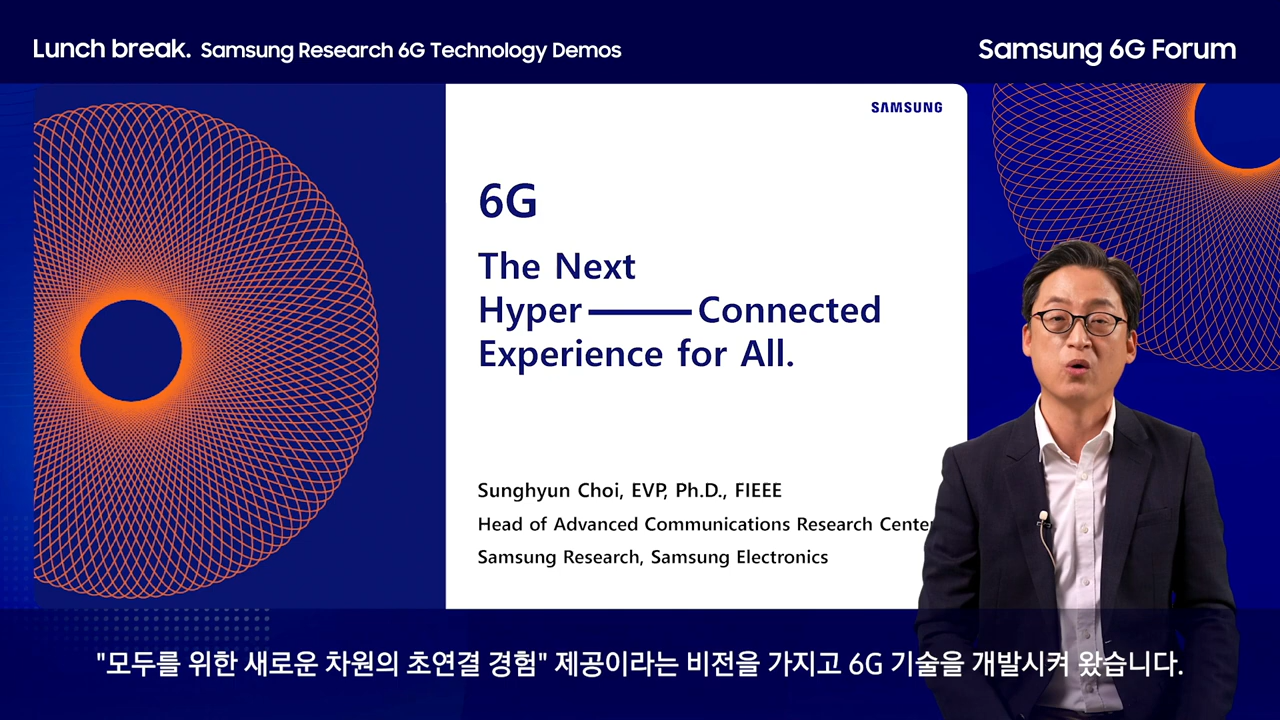 Lunch break. Samsung Research 6G Technology Demos
Samsung 6G Forum
SAMSUNG
6G
The Next
Hyper——Connected
Experience for All.
Sunghyun Choi, EVP, Ph.D., FIEEE
Head of Advanced Communications Research Center
Samsung Research, Samsung Electronics
"모두를 위한 새로운 차원의 초연결 경험" 제공이라는 비전을 가지고 6G 기술을 개발시켜 왔습니다.